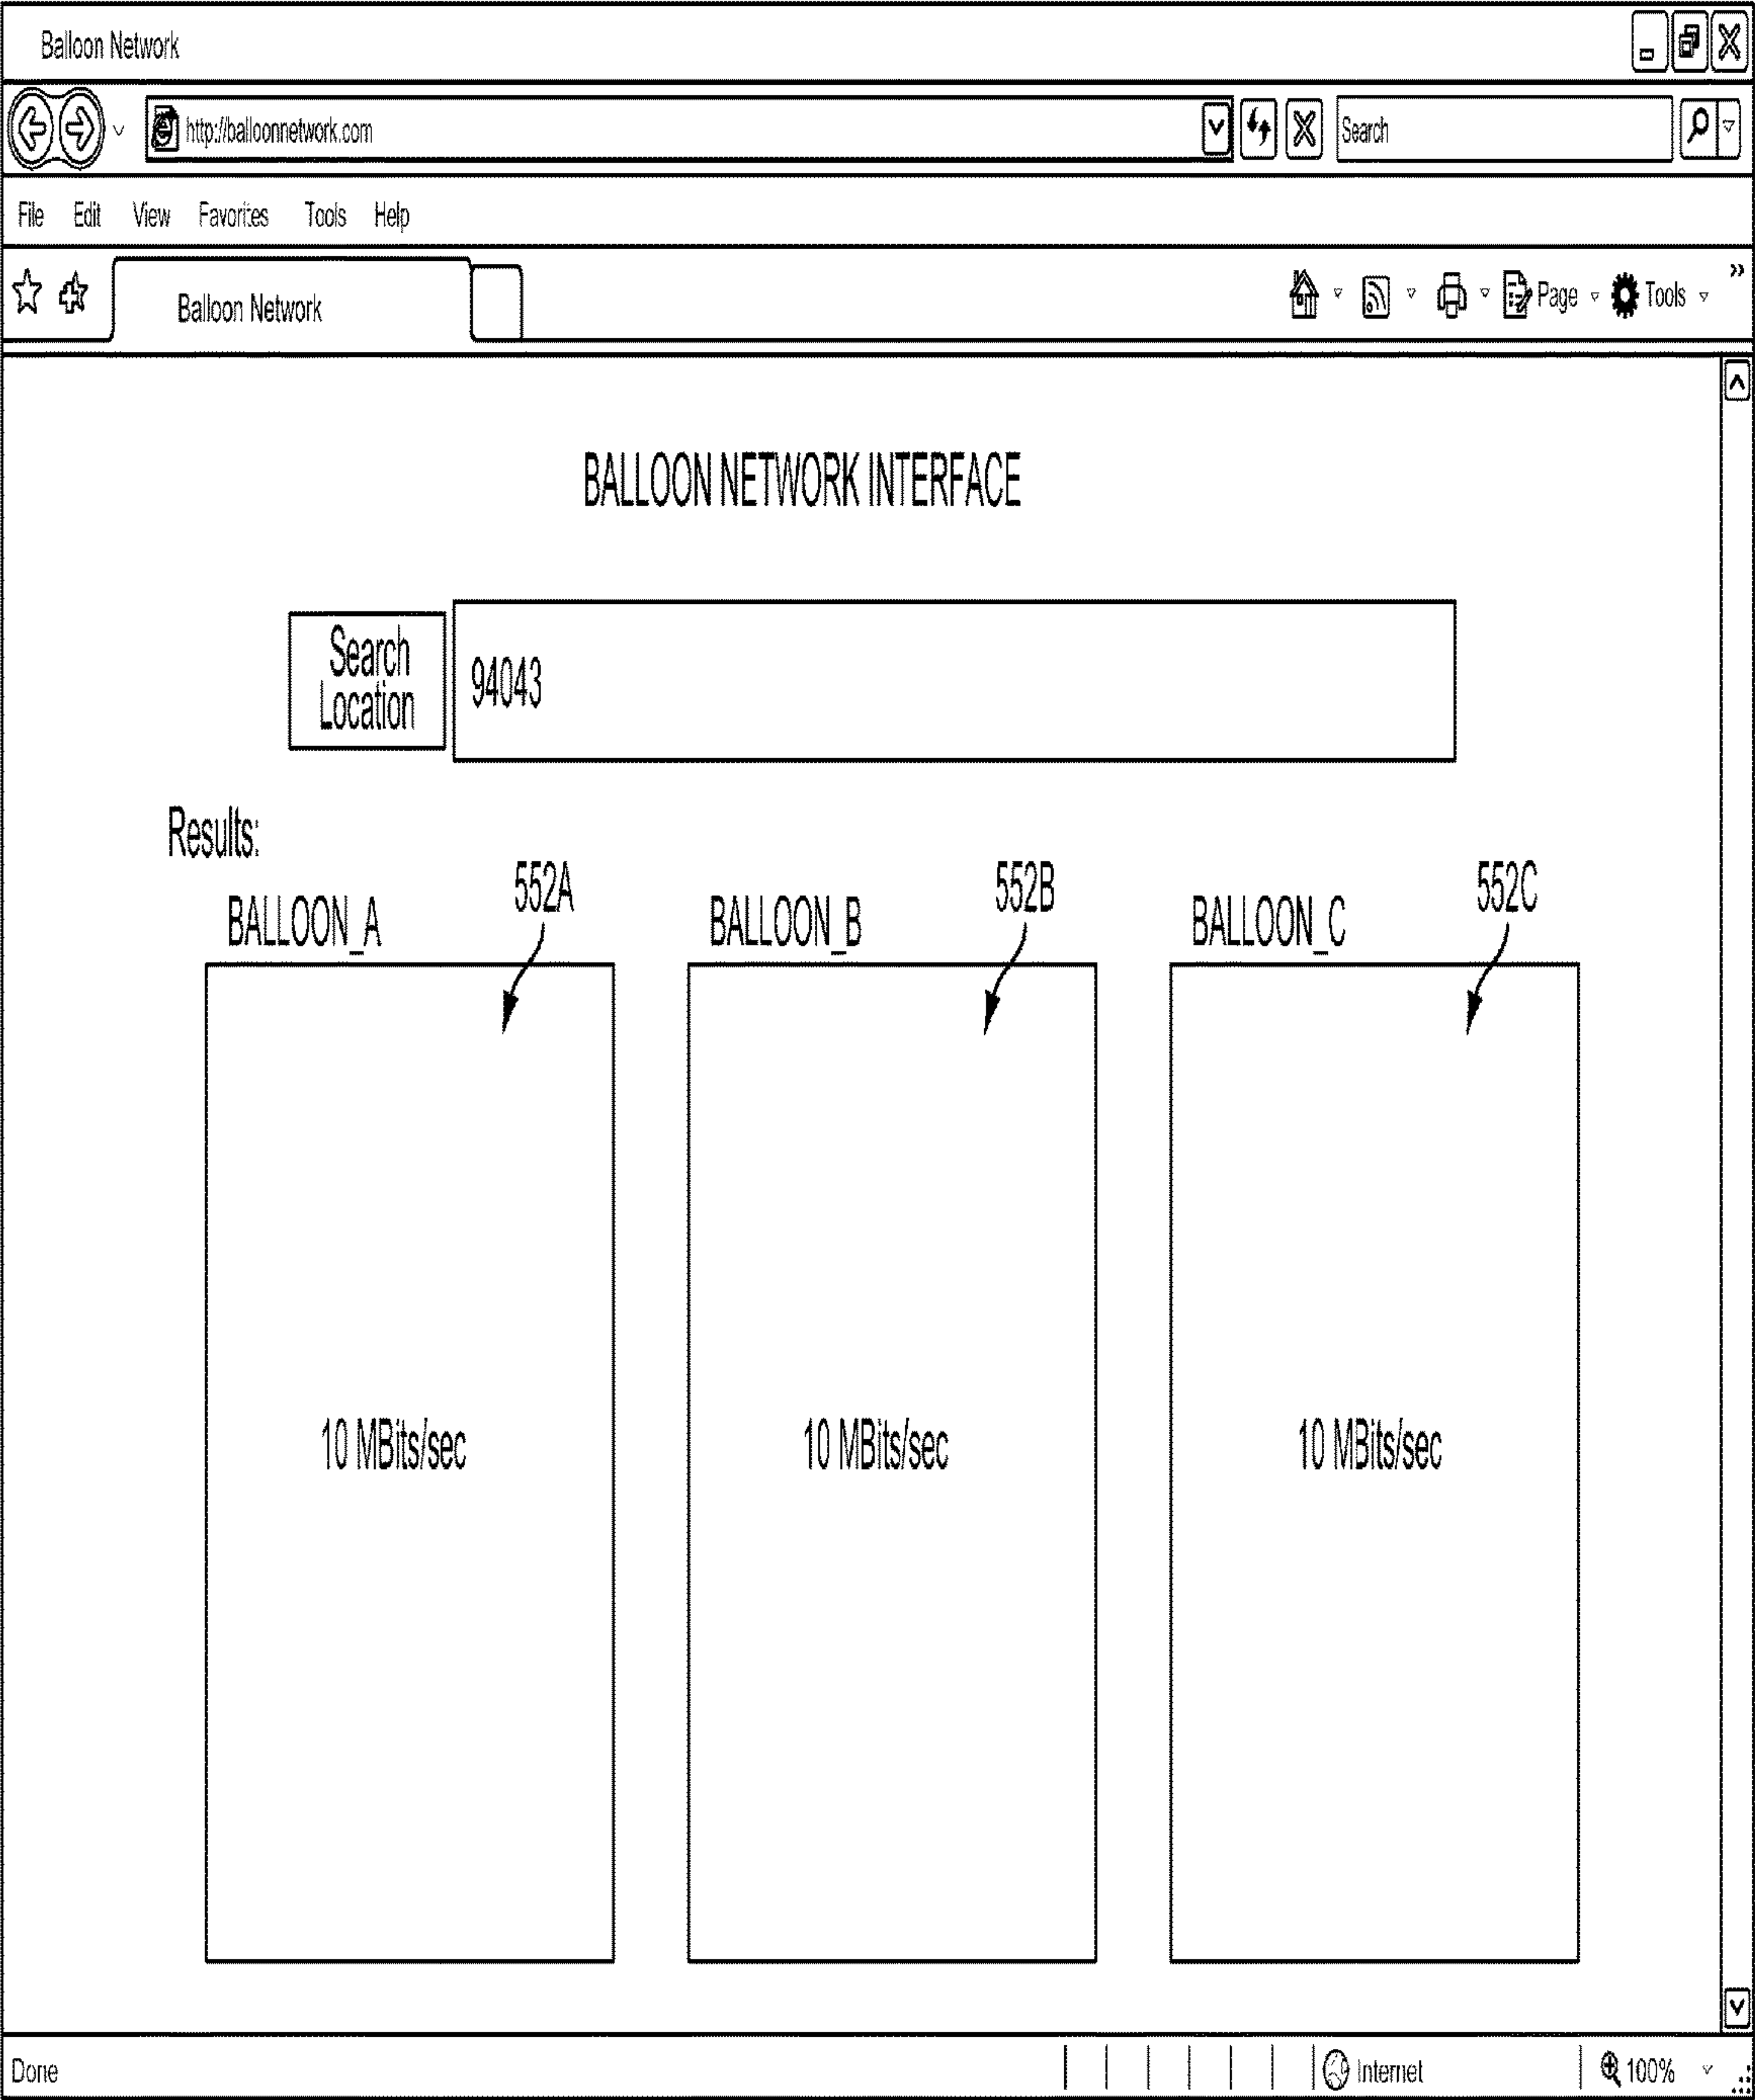 Balloon Network
http://balloonnetwork.com
Search
File Edit View Favorites Tools Help
Balloon Network
Page
Tools
BALLOON NETWORK INTERFACE
Search
Location
94043
Results:
552A
552B
552C
BALLOON_A
BALLOON_B
BALLOON_C
10 MBits/sec
10 MBits/sec
10 MBits/sec
Done
Internet
100%